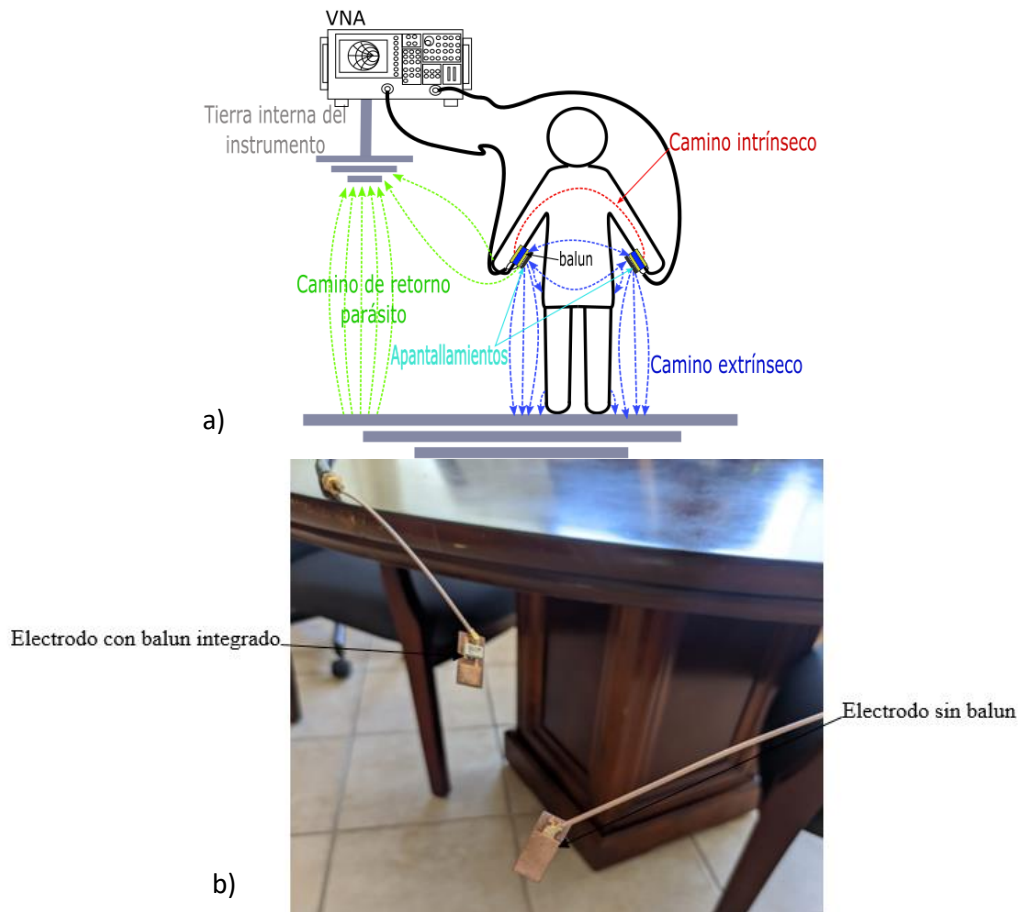 VNA
Tierra interna del
instrumento
Camino intrínseco
balun
Camino de retorno
parásito
Apantallamientos
Camino extrínseco
a)
Electrodo con balun integrado
Electrodo sin balun
b)